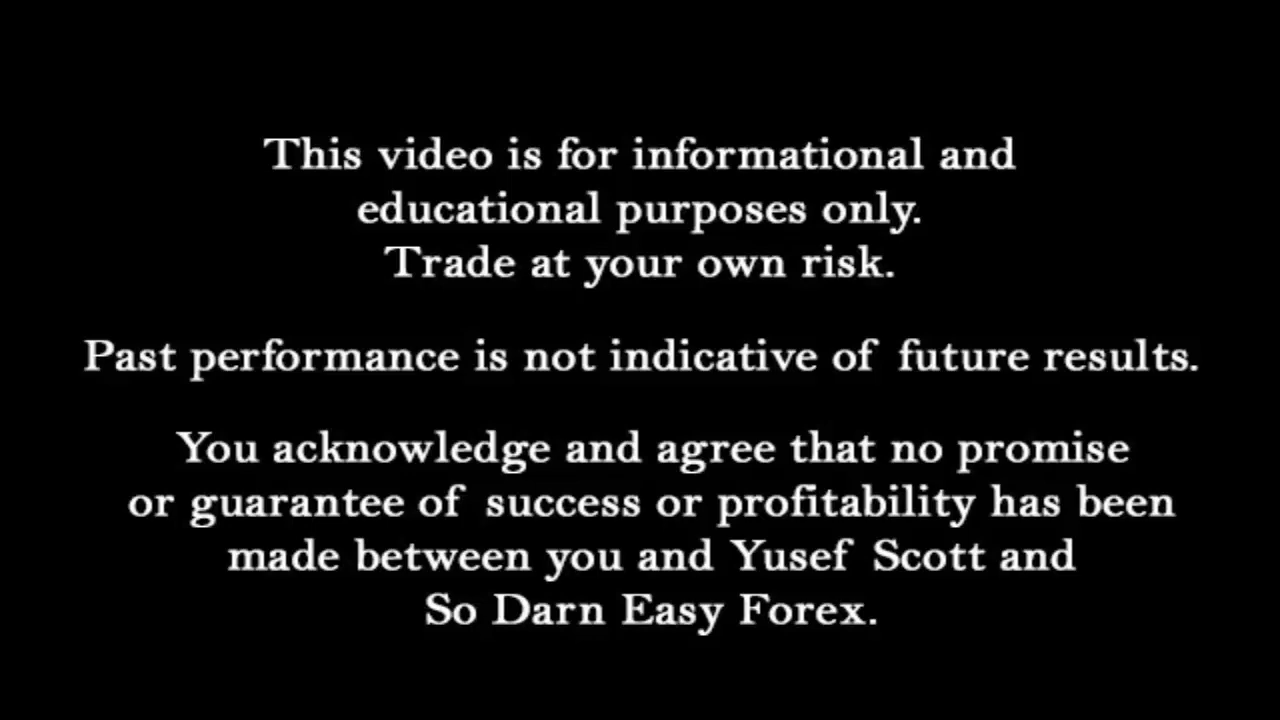 This video is for informational and
educational purposes only.
Trade at your own risk.
Past performance is not indicative of future results.
You acknowledge and agree that no promise
or guarantee of success or profitability has been
made between you and Yusef Scott and
So Darn Easy Forex.